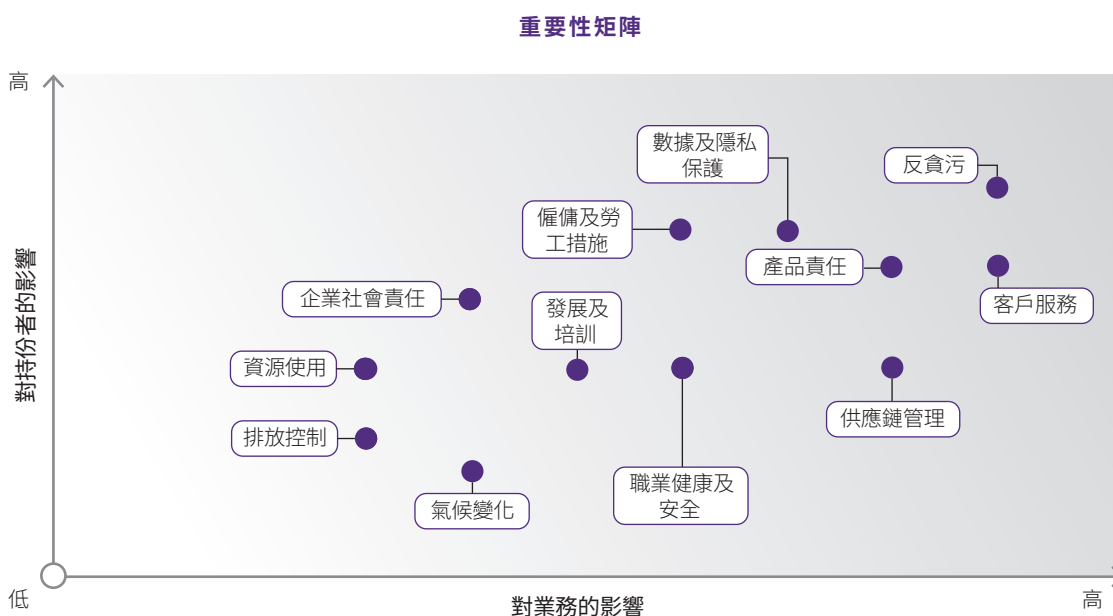 重要性矩陣
高
對持份者的影響
數據及隱私
保護
反貪污
僱傭及勞
工措施
產品責任
企業社會責任
發展及
培訓
客戶服務
資源使用
供應鏈管理
排放控制
職業健康及
安全
氣候變化
低
對業務的影響
高